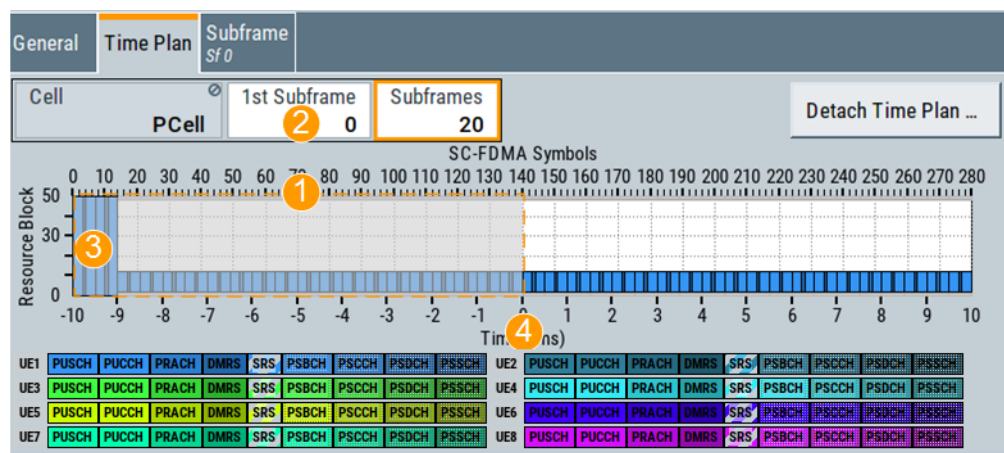 General Time Plan Subframe
Sf 0
Cell 1st Subframe Subframes
PCell 0 20
Detach Time Plan ...
2
SC-FDMA Symbols
0 10 20 30 40 50 60 70 80 90 100 110 120 130 140 150 160 170 180 190 200 210 220 230 240 250 260 270 280
1
Resource Block
50
30
0
3
-10 -9 -8 -7 -6 -5 -4 -3 -2 -1 0 1 2 3 4 5 6 7 8 9 10
4
UE1 PUSCH PUCCH PRACH DMRS SRS PSBCH PSCCH PSDCH PSSCH UE2 PUSCH PUCCH PRACH DMRS SRS PSBCH PSCCH PSDCH PSSCH
UE3 PUSCH PUCCH PRACH DMRS SRS PSBCH PSCCH PSDCH PSSCH UE4 PUSCH PUCCH PRACH DMRS SRS PSBCH PSCCH PSDCH PSSCH
UE5 PUSCH PUCCH PRACH DMRS SRS PSBCH PSCCH PSDCH PSSCH UE6 PUSCH PUCCH PRACH DMRS SRS PSBCH PSCCH PSDCH PSSCH
UE7 PUSCH PUCCH PRACH DMRS SRS PSBCH PSCCH PSDCH PSSCH UE8 PUSCH PUCCH PRACH DMRS SRS PSBCH PSCCH PSDCH PSSCH